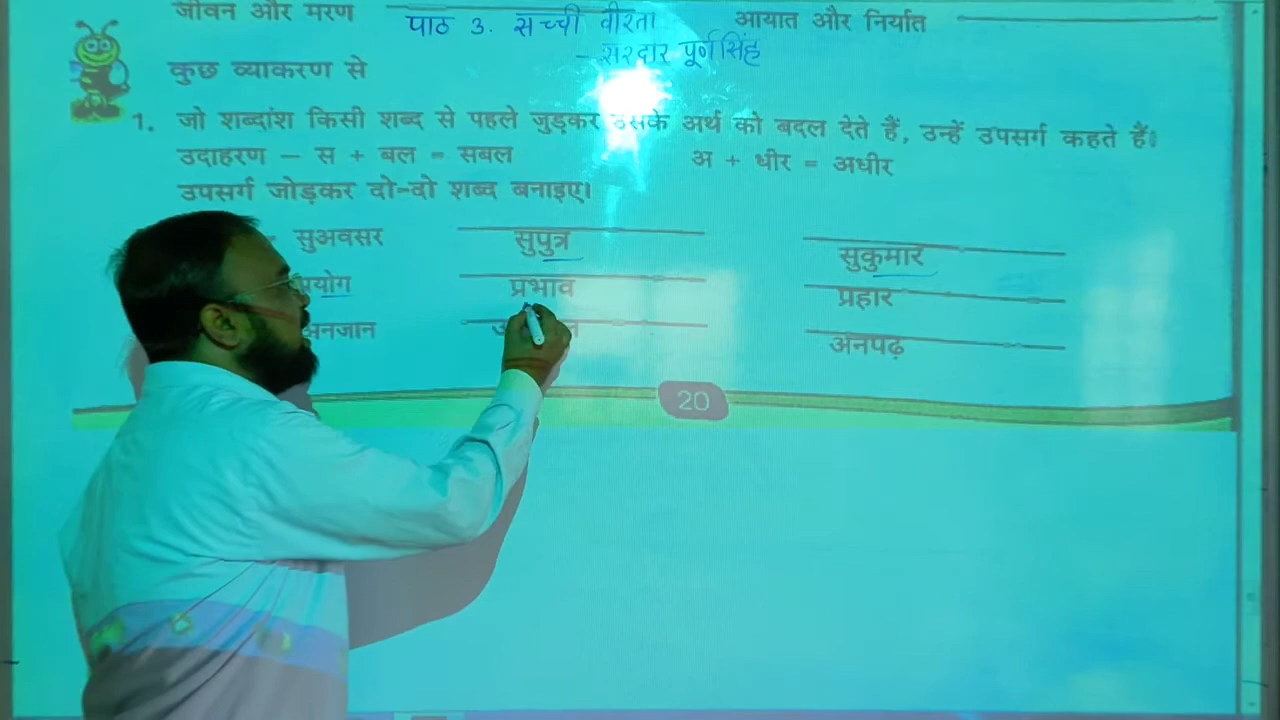 जीवन और मरण आयात और निर्यात
पाठ 3. सच्ची वीरता
- सरदार पूर्ण सिंह
कुछ व्याकरण से
1. जो शब्दांश किसी शब्द से पहले जुड़कर उसके अर्थ को बदल देते हैं, उन्हें उपसर्ग कहते हैं।
उदाहरण – स + बल = सबल अ + धीर = अधीर
उपसर्ग जोड़कर दो-दो शब्द बनाइए।
सुअवसर सुपुत्र सुकुमार
प्रयोग प्रभाव प्रहार
अनजान अनपढ़
20